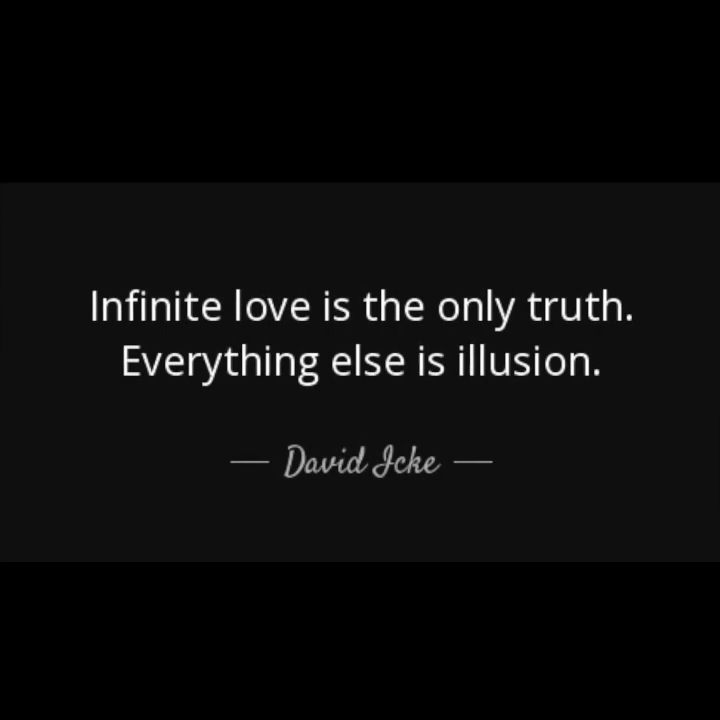 Infinite love is the only truth.
Everything else is illusion.
— David Icke —